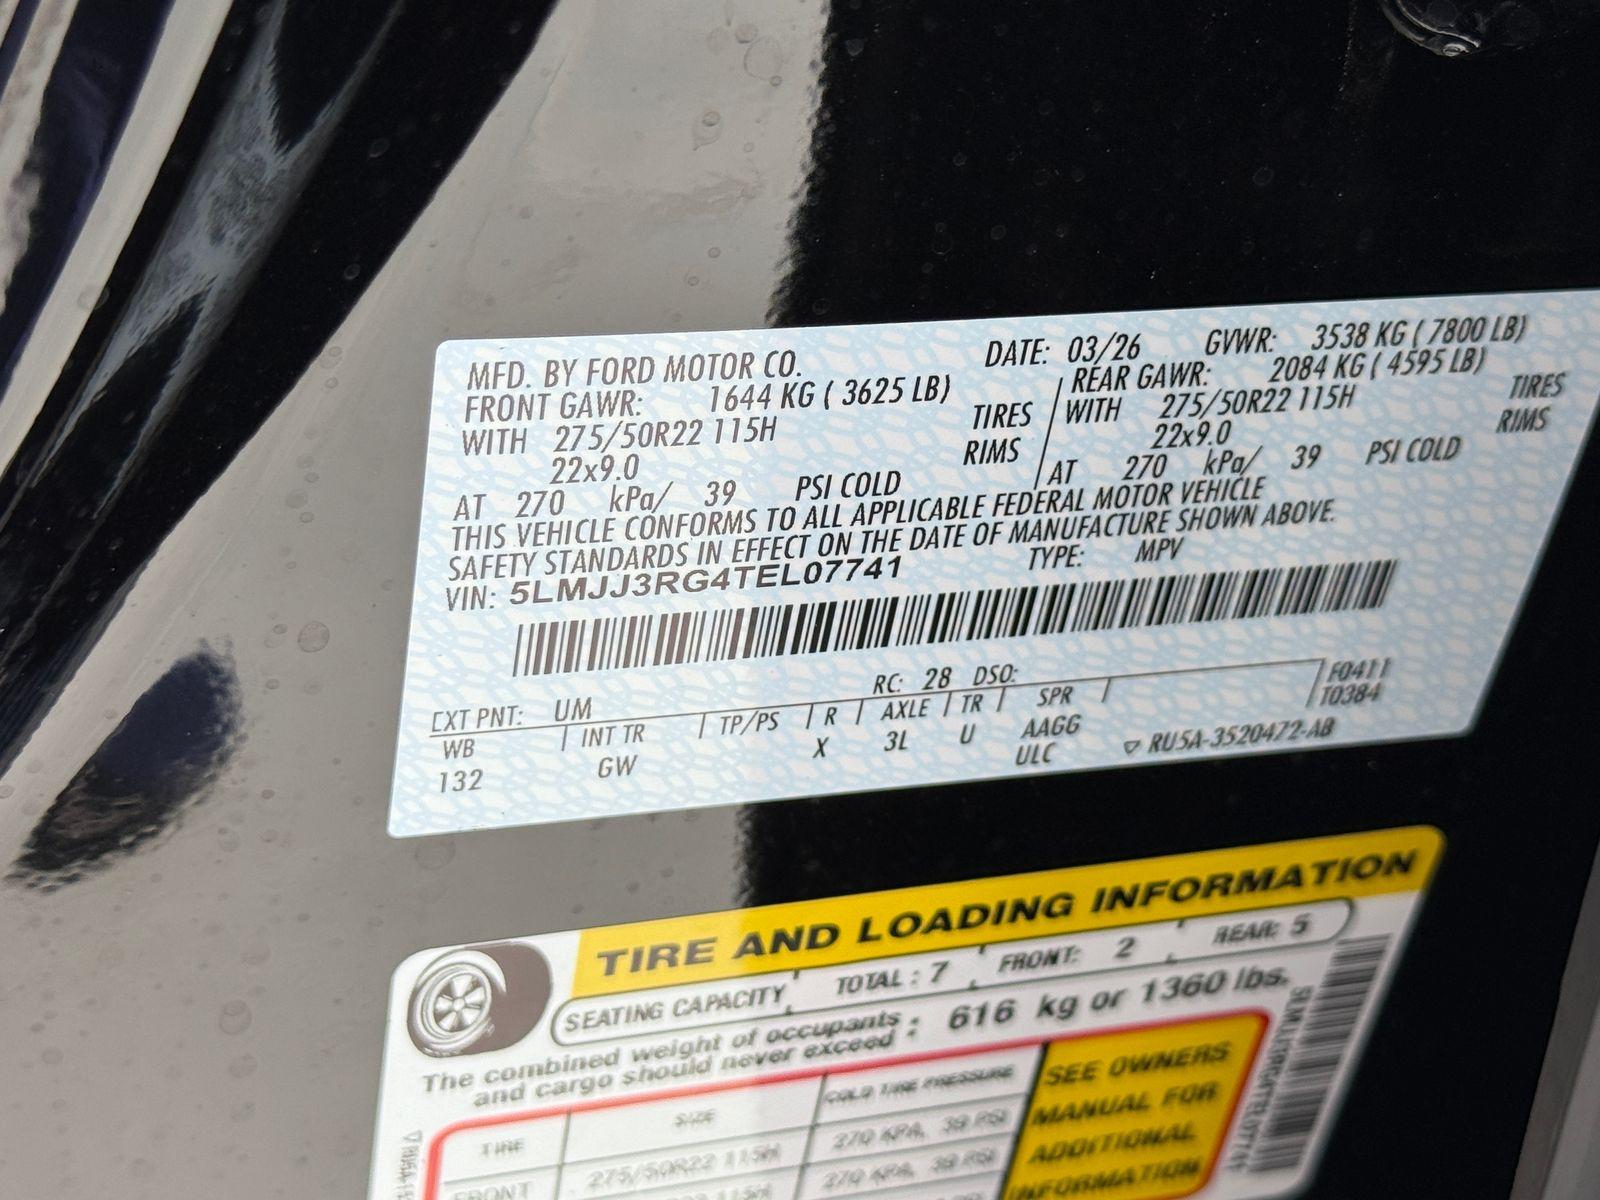 MFD. BY FORD MOTOR CO. DATE: 03/26 GVWR: 3538 KG ( 7800 LB)
FRONT GAWR: 1644 KG ( 3625 LB) REAR GAWR: 2084 KG ( 4595 LB)
WITH 275/50R22 115H TIRES WITH 275/50R22 115H TIRES
22x9.0 RIMS 22x9.0 RIMS
AT 270 kPa/ 39 PSI COLD AT 270 kPa/ 39 PSI COLD
THIS VEHICLE CONFORMS TO ALL APPLICABLE FEDERAL MOTOR VEHICLE
SAFETY STANDARDS IN EFFECT ON THE DATE OF MANUFACTURE SHOWN ABOVE.
VIN: 5LMJJ3RG4TEL07741 TYPE: MPV
EXT PNT: UM RC: 28 DSO: F0411
WB INT TR TP/PS R AXLE TR SPR T0384
132 GW X 3L U AAGG
ULC RU5A-3520472-AB
TIRE AND LOADING INFORMATION
SEATING CAPACITY TOTAL : 7 FRONT: 2 REAR: 5
The combined weight of occupants : 616 kg or 1360 lbs.
and cargo should never exceed :
TIRE SIZE COLD TIRE PRESSURE
FRONT 275/50R22 115H 270 KPA, 39 PSI
SEE OWNERS
MANUAL FOR
ADDITIONAL
INFORMATION